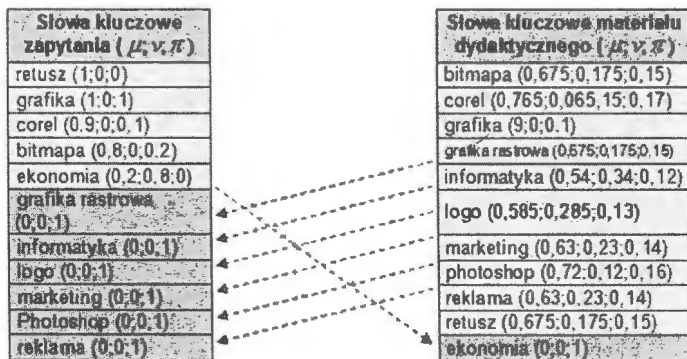 Słowa kluczowe
zapytania ( μ;ν;π)
retusz (1;0;0)
grafika (1;0;1)
corel (0.9;0;0,1)
bitmapa (0,8;0;0.2)
ekonomia (0,2;0,8;0)
grafika rastrowa
(0;0;1)
informatyka (0;0;1)
logo (0;0;1)
marketing (0;0;1)
Photoshop (0;0;1)
reklama (0;0;1)
Słowa kluczowe materiału
dydaktycznego ( μ;ν;π)
bitmapa (0,675;0,175;0,15)
corel (0,765;0,065,15;0,17)
grafika (9;0;0.1)
grafika rastrowa (0,675;0,175;0,15)
informatyka (0,54;0,34;0,12)
logo (0,585;0,285;0,13)
marketing (0,63;0,23;0,14)
photoshop (0,72;0,12;0,16)
reklama (0,63;0,23;0,14)
retusz (0,675;0,175;0,15)
ekonomia (0;0;1)